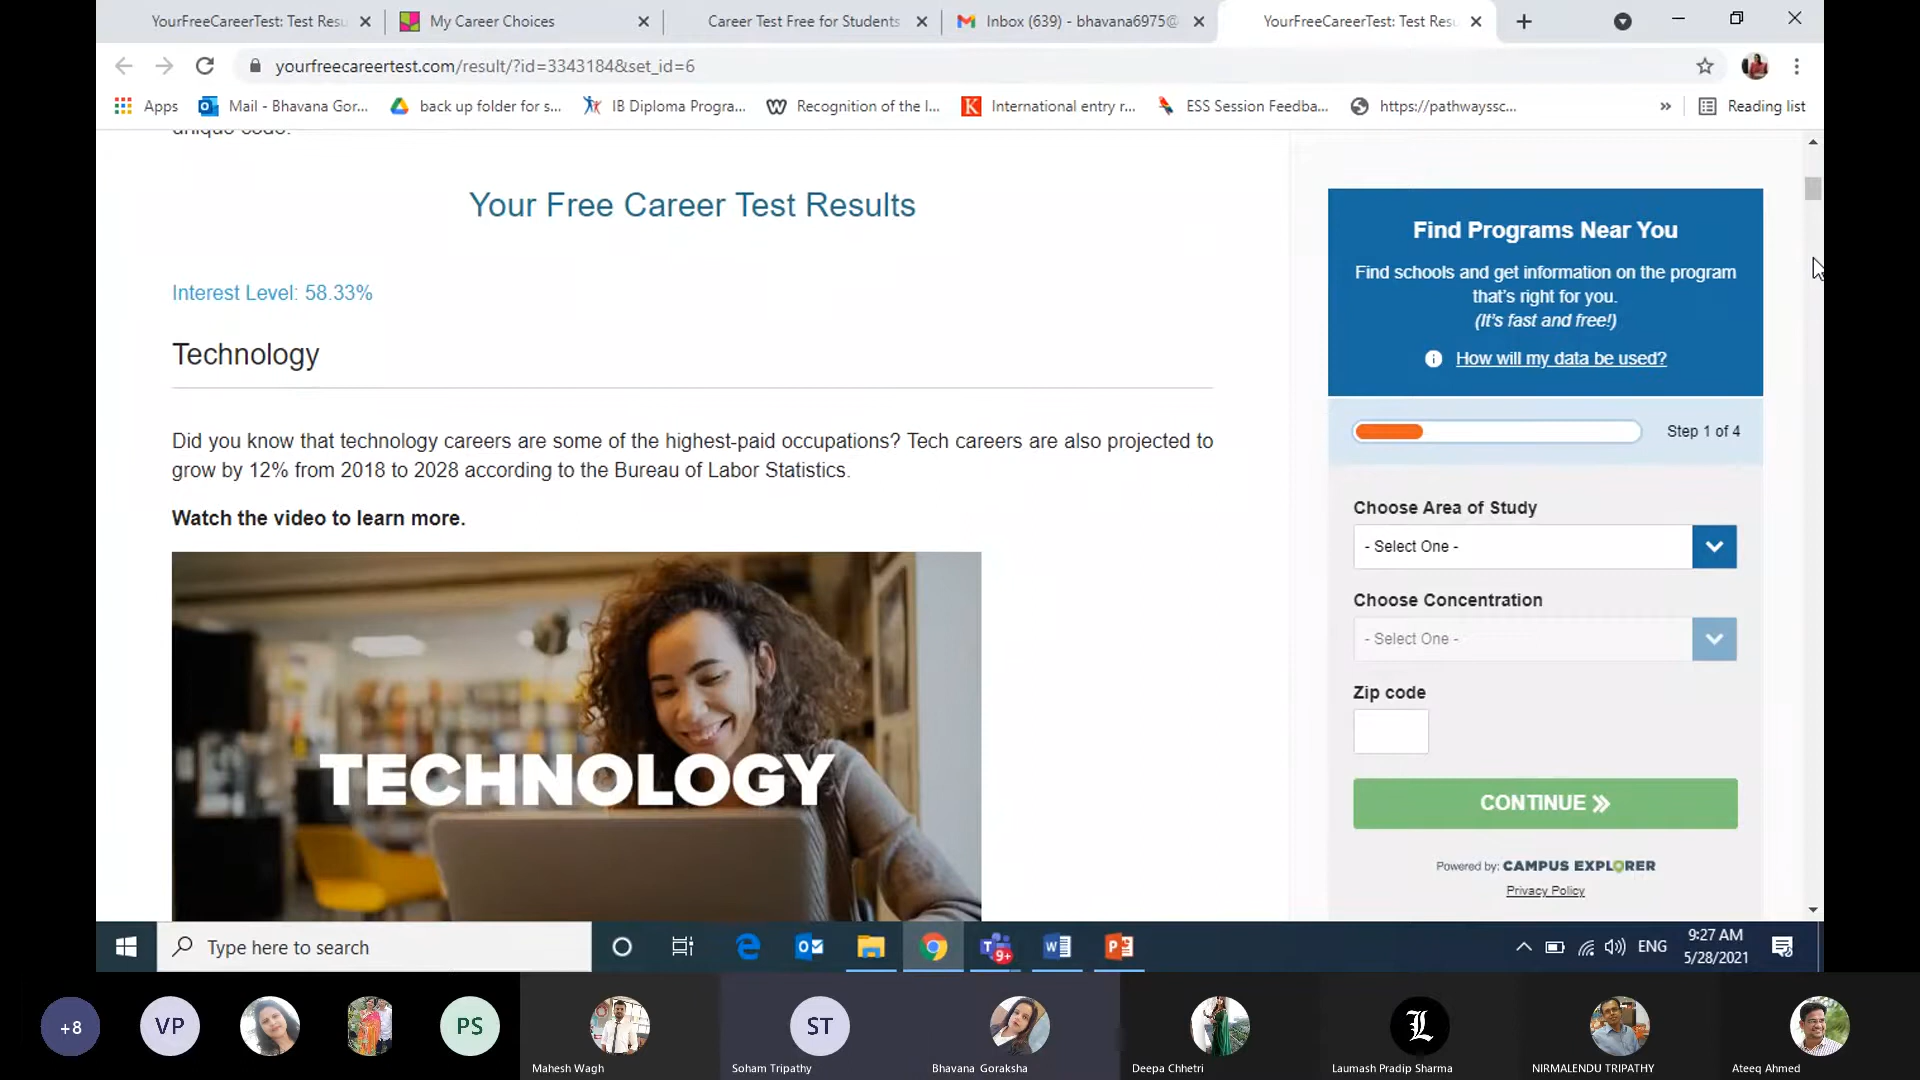 YourFreeCareerTest: Test Resu
My Career Choices
Career Test Free for Students
Inbox (639) - bhavana6975@
YourFreeCareerTest: Test Resu
yourfreecareertest.com/result/?id=3343184&set_id=6
Apps
Mail - Bhavana Gor...
back up folder for s...
IB Diploma Progra...
Recognition of the I...
International entry r...
ESS Session Feedba...
https://pathwayssc...
»
Reading list
unique code.
Your Free Career Test Results
Interest Level: 58.33%
Technology
Did you know that technology careers are some of the highest-paid occupations? Tech careers are also projected to
grow by 12% from 2018 to 2028 according to the Bureau of Labor Statistics.
Watch the video to learn more.
TECHNOLOGY
Find Programs Near You
Find schools and get information on the program
that's right for you.
(It's fast and free!)
How will my data be used?
Step 1 of 4
Choose Area of Study
- Select One -
Choose Concentration
- Select One -
Zip code
CONTINUE
Powered by: CAMPUS EXPLORER
Privacy Policy
Type here to search
9+
ENG
9:27 AM
5/28/2021
+8
VP
PS
Mahesh Wagh
ST
Soham Tripathy
Bhavana Goraksha
Deepa Chhetri
L
Laumash Pradip Sharma
NIRMALENDU TRIPATHY
Ateeq Ahmed